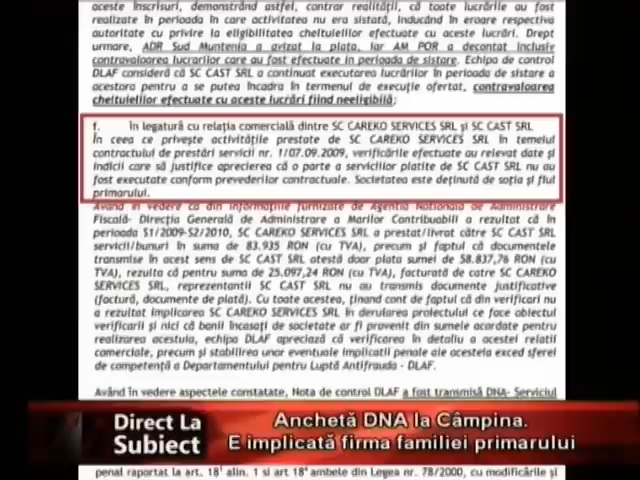 aceste înscrisuri, demonstrând astfel, contrar realității, că toate lucrările au fost
realizate în perioada în care activitatea nu era sistată, inducând în eroare respectiva
autoritate cu privire la eligibilitatea cheltuielilor efectuate cu aceste lucrări. Drept
urmare, ADR Sud Muntenia a avizat la plata, iar AM POR a decontat inclusiv
contravaloarea lucrarilor care au fost efectuate in perioada de sistare. Echipa de control
DLAF consideră că SC CAST SRL a continuat executarea lucrărilor în perioada de sistare a
acestora pentru a se putea încadra în termenul de execuție ofertat, contravaloarea
cheltuielilor efectuate cu aceste lucrări fiind neeligibilă;
f. În legatură cu relația comercială dintre SC CAREKO SERVICES SRL și SC CAST SRL
În ceea ce privește activitățile prestate de SC CAREKO SERVICES SRL în temeiul
contractului de prestări servicii nr. 1/07.09.2009, verificările efectuate au relevat date și
indicii care să justifice aprecierea că o parte a serviciilor platite de SC CAST SRL nu au
fost executate conform prevederilor contractuale. Societatea este deținută de soția și fiul
primarului.
Având în vedere că din informațiile furnizate de Agenția Națională de Administrare
Fiscală- Direcția Generală de Administrare a Marilor Contribuabili a rezultat că în
perioada S1/2009-S2/2010, SC CAREKO SERVICES SRL a prestat/livrat către SC CAST SRL
servicii/bunuri în suma de 83.935 RON (cu TVA), precum și faptul că documentele
transmise în acest sens de SC CAST SRL atestă doar plata sumei de 58.837,76 RON (cu
TVA), rezulta că pentru suma de 25.097,24 RON (cu TVA), facturată de catre SC CAREKO
SERVICES SRL, reprezentantii SC CAST SRL nu au transmis documente justificative
(factură, documente de plată). Cu toate acestea, ținand cont de faptul că din verificari nu
a rezultat implicarea SC CAREKO SERVICES SRL în derularea proiectului ce face obiectul
verificării și nici că banii încasați de societate ar fi provenit din sumele acordate pentru
realizarea acestuia, echipa DLAF apreciază că verificarea în detaliu a acestei relatii
comerciale, precum și stabilirea unor eventuale implicatii penale ale acesteia exced sferei
de competență a Departamentului pentru Luptă Antifrauda - DLAF.
Având în vedere aspectele constatate, Nota de control DLAF a fost transmisă DNA- Serviciul
Direct La
Subiect
Anchetă DNA la Câmpina.
E implicată firma familiei primarului
penal raportat la art. 18¹ alin. 1 si art 18⁴ ambele din Legea nr. 78/2000, cu modificările și